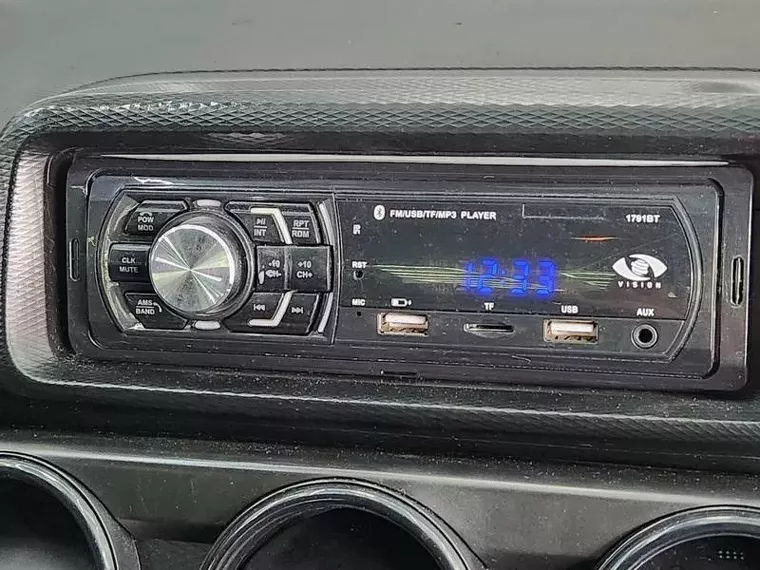 POW
MOD
CLK
MUTE
AMS
BAND
INT
RPT
RDM
-10
CH-
+10
CH+
FM/USB/TF/MP3 PLAYER
1791BT
IR
RST
MIC
12:33
TF
USB
AUX
VISION